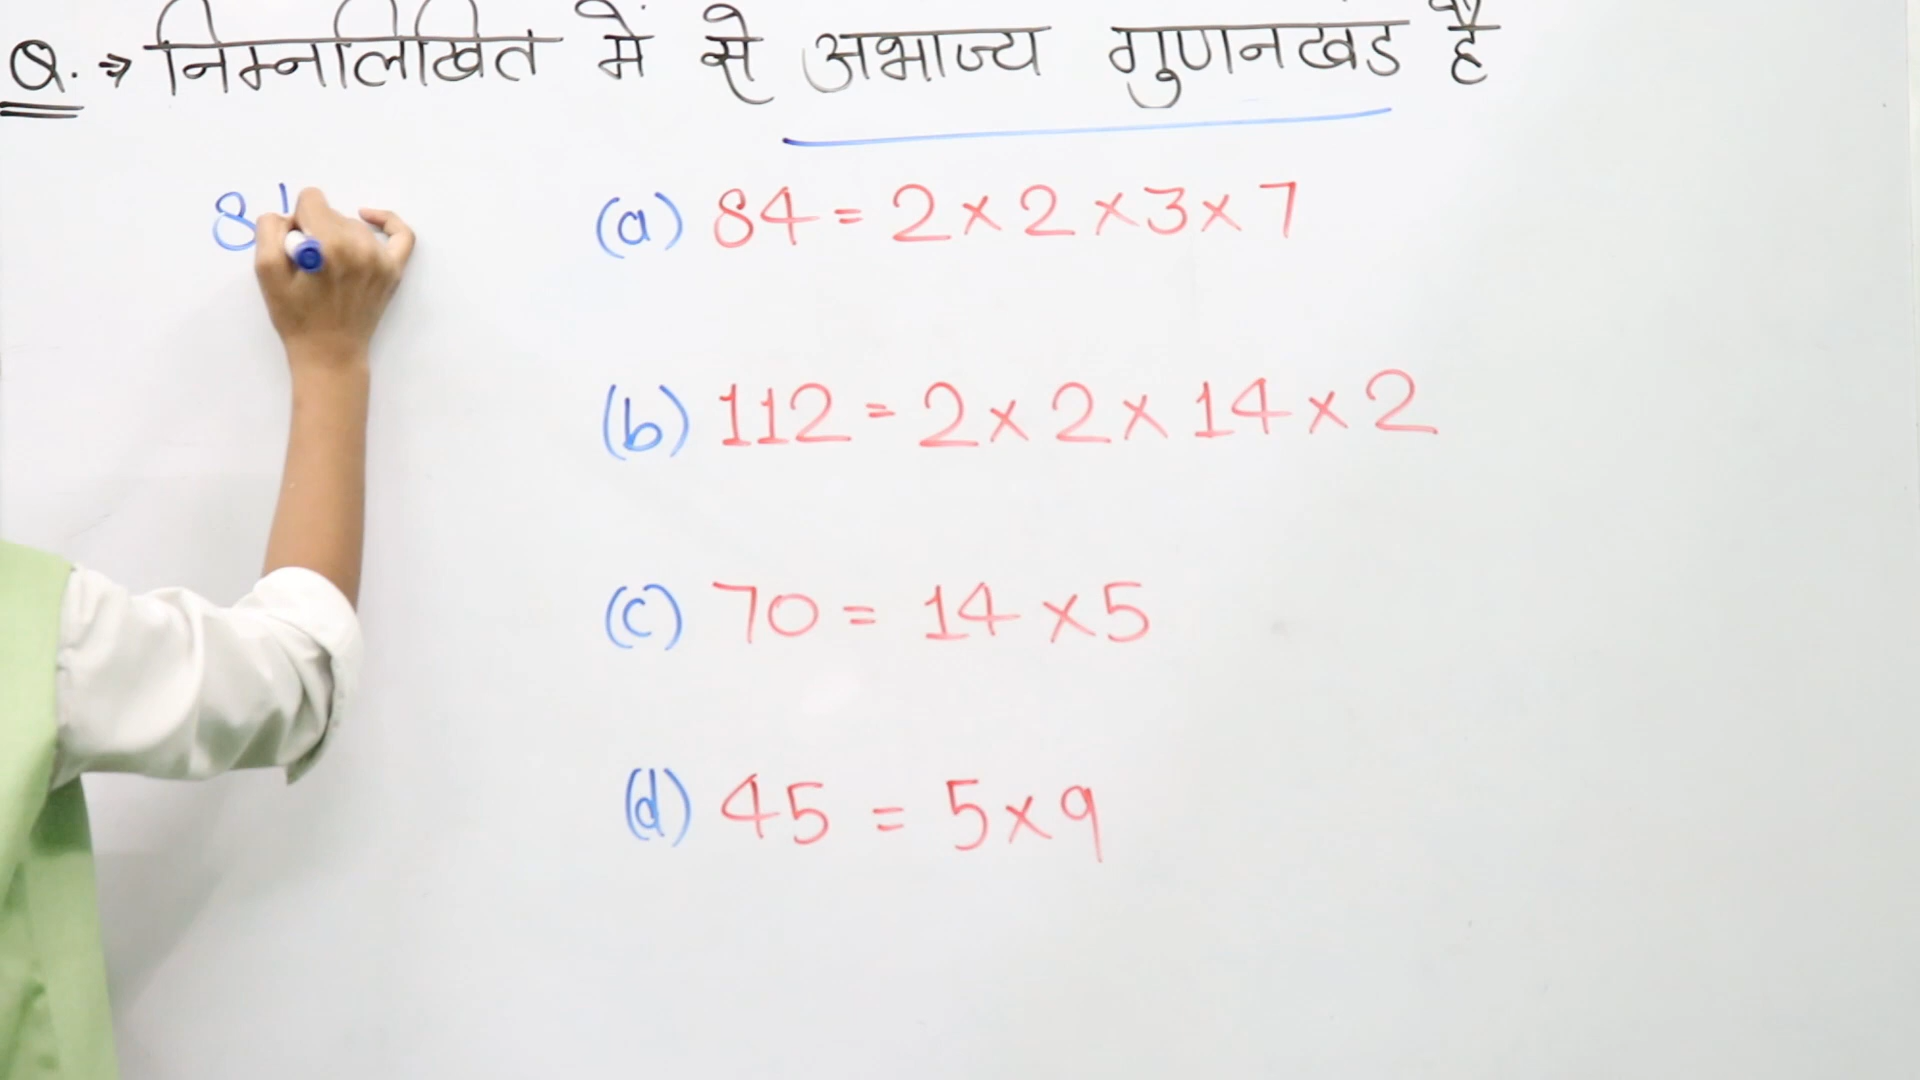 Q. → निम्नलिखित में से अभाज्य गुणनखंड है
8
(a) 84 = 2 × 2 × 3 × 7
(b) 112 = 2 × 2 × 14 × 2
(c) 70 = 14 × 5
(d) 45 = 5 × 9